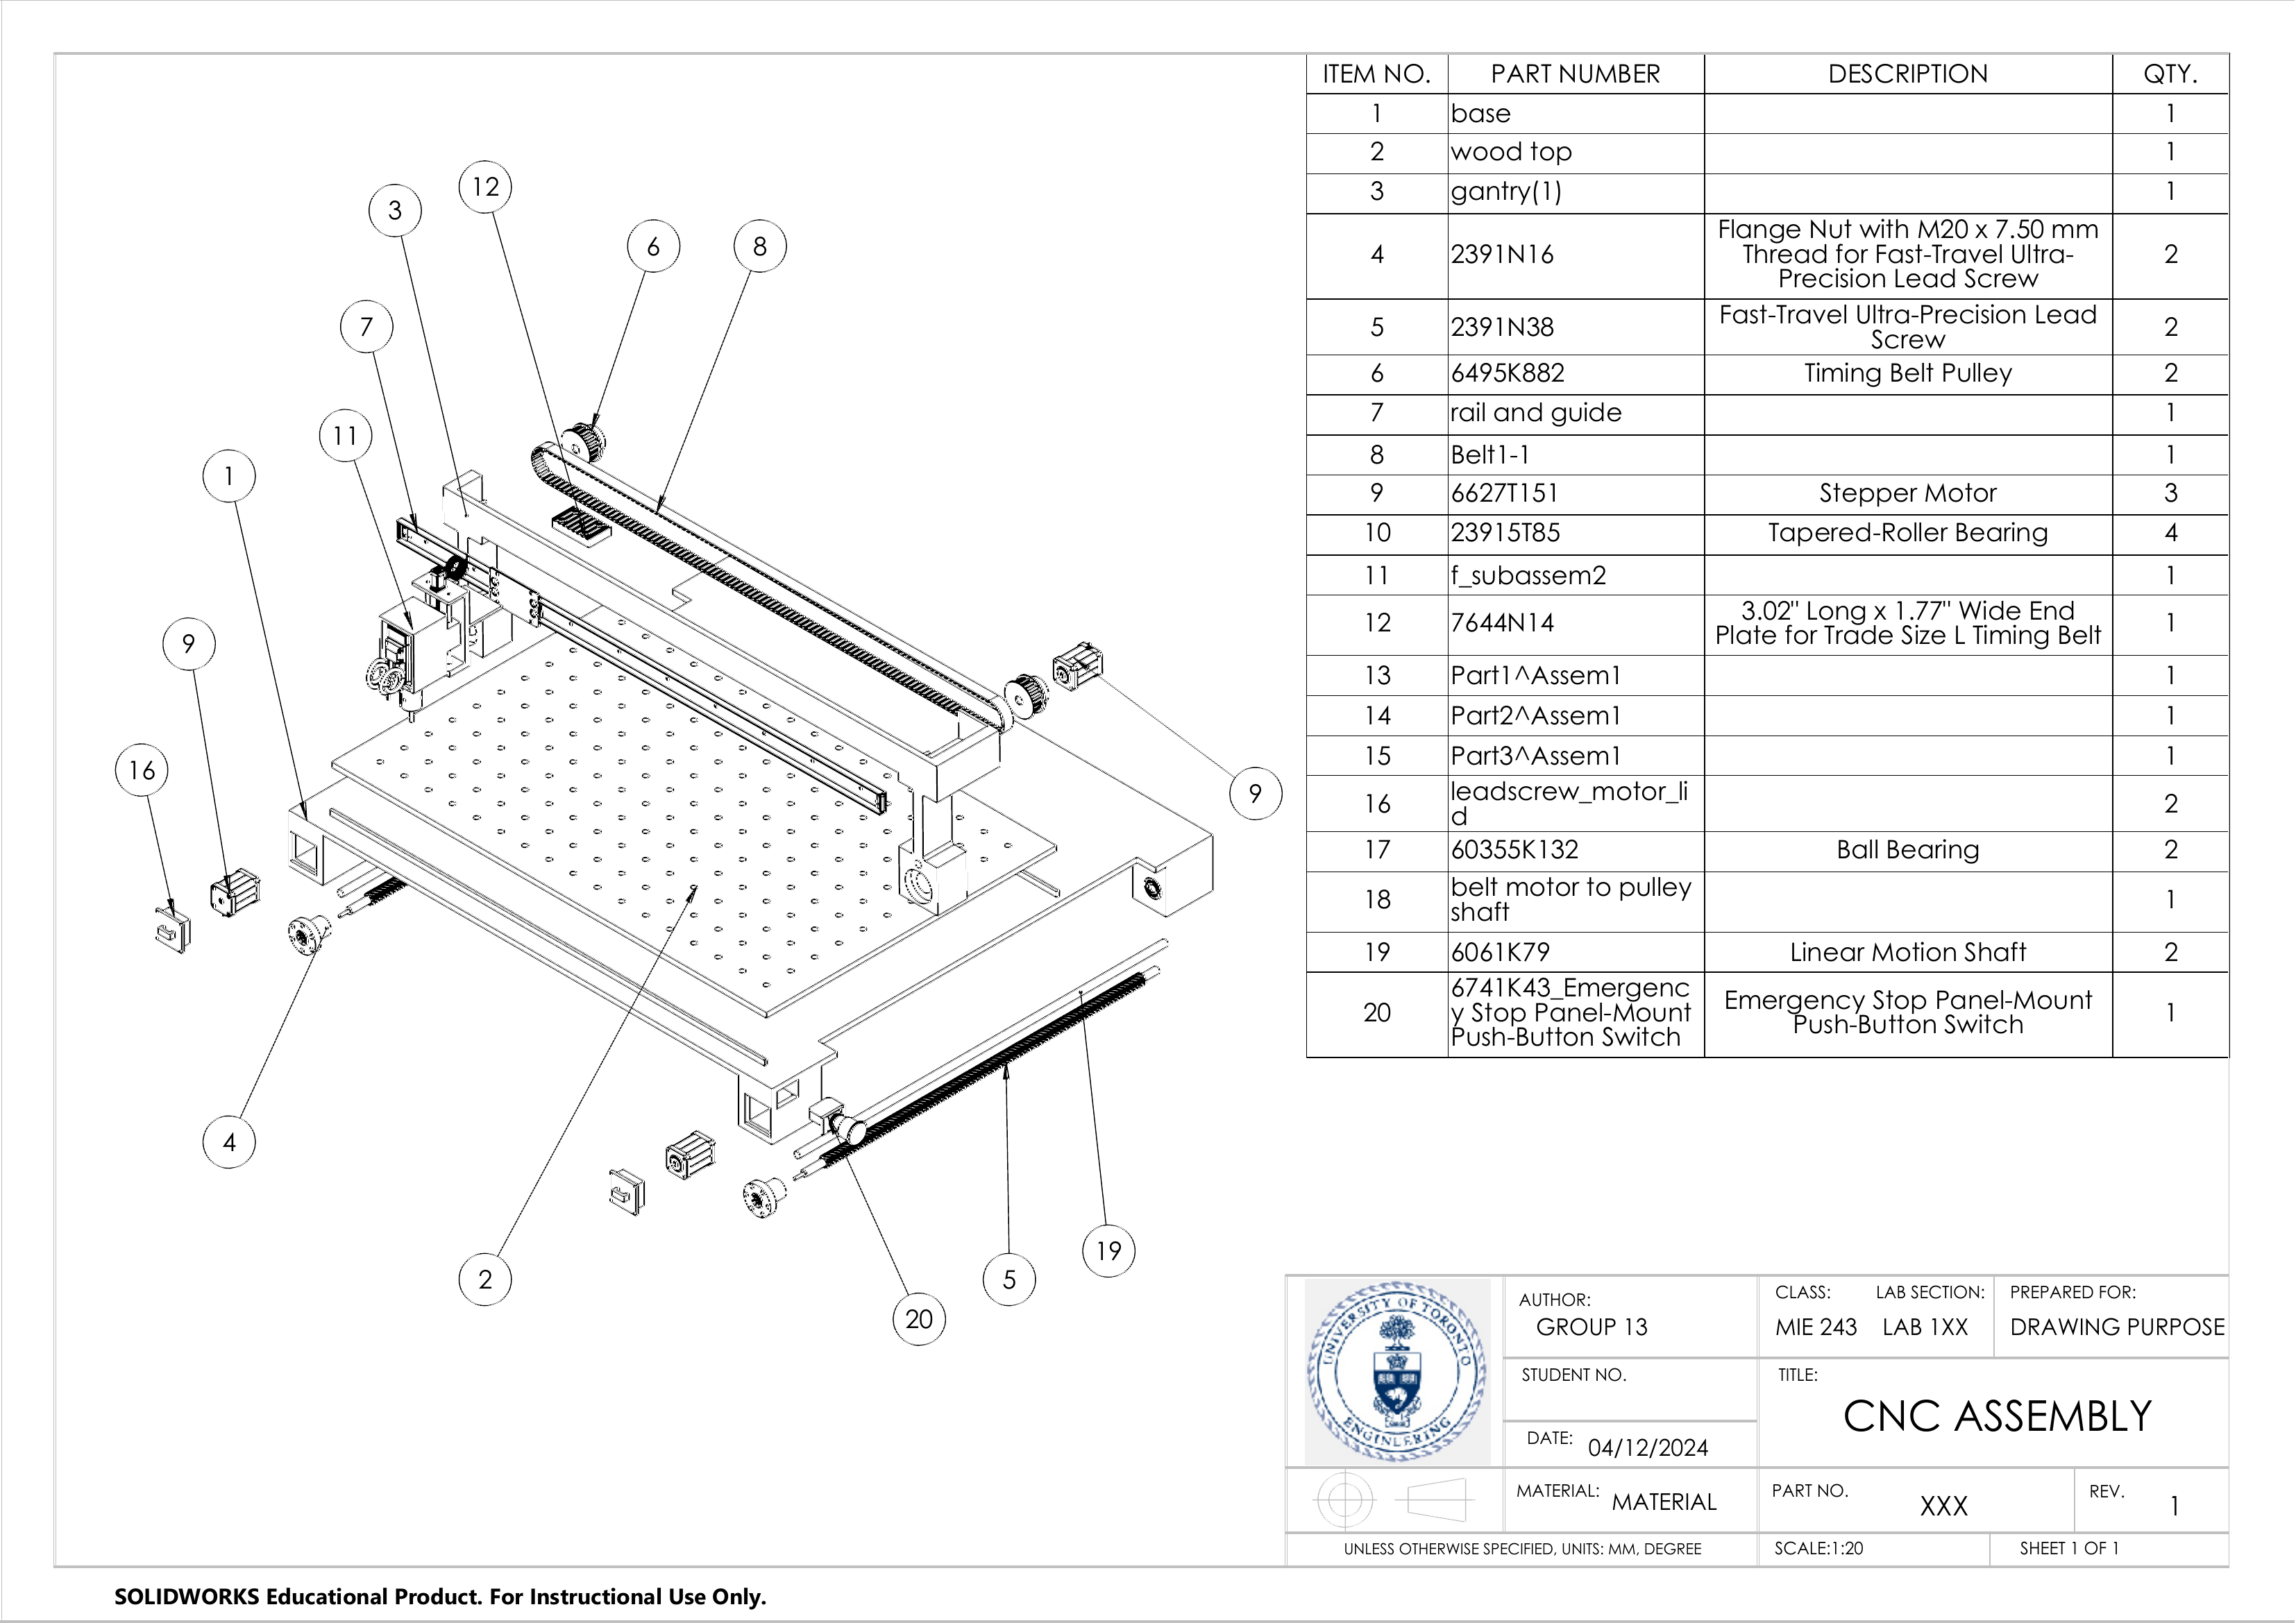 ITEM NO. PART NUMBER DESCRIPTION QTY.
1 base 1
2 wood top 1
3 gantry(1) 1
4 2391N16 Flange Nut with M20 x 7.50 mm
Thread for Fast-Travel Ultra-
Precision Lead Screw 2
5 2391N38 Fast-Travel Ultra-Precision Lead
Screw 2
6 6495K882 Timing Belt Pulley 2
7 rail and guide 1
8 Belt1-1 1
9 6627T151 Stepper Motor 3
10 23915T85 Tapered-Roller Bearing 4
11 f_subassem2 1
12 7644N14 3.02" Long x 1.77" Wide End
Plate for Trade Size L Timing Belt 1
13 Part1^Assem1 1
14 Part2^Assem1 1
15 Part3^Assem1 1
16 leadscrew_motor_li
d 2
17 60355K132 Ball Bearing 2
18 belt motor to pulley
shaft 1
19 6061K79 Linear Motion Shaft 2
20 6741K43_Emergenc
y Stop Panel-Mount
Push-Button Switch Emergency Stop Panel-Mount
Push-Button Switch 1
12
3
6
8
7
11
1
9
16
9
4
2
20
5
19
UNIVERSITY OF TORONTO
ENGINEERING
AUTHOR:
GROUP 13
CLASS: LAB SECTION: PREPARED FOR:
MIE 243 LAB 1XX DRAWING PURPOSE
STUDENT NO.
TITLE:
CNC ASSEMBLY
DATE: 04/12/2024
MATERIAL: MATERIAL
PART NO. XXX
REV. 1
UNLESS OTHERWISE SPECIFIED, UNITS: MM, DEGREE
SCALE:1:20
SHEET 1 OF 1
SOLIDWORKS Educational Product. For Instructional Use Only.